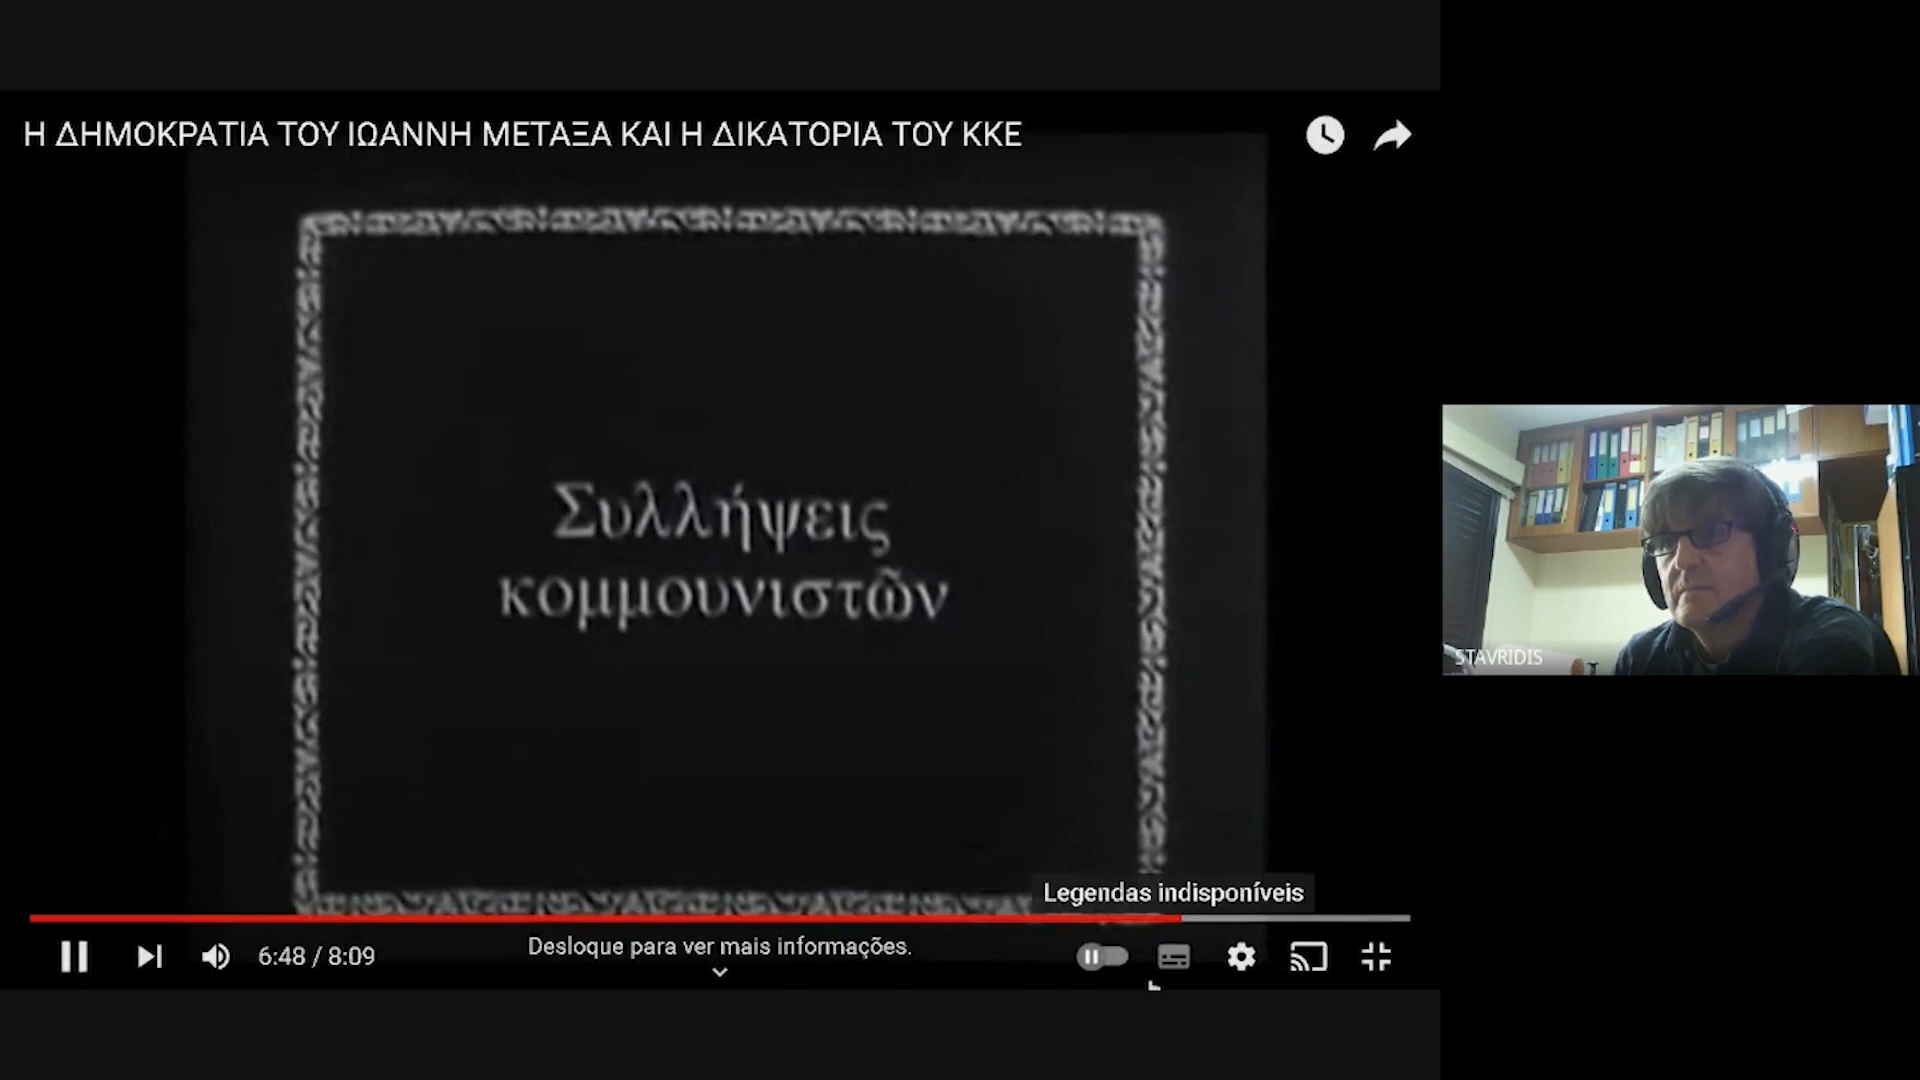 Η ΔΗΜΟΚΡΑΤΙΑ ΤΟΥ ΙΩΑΝΝΗ ΜΕΤΑΞΑ ΚΑΙ Η ΔΙΚΑΤΟΡΙΑ ΤΟΥ ΚΚΕ
Συλλήψεις
κομμουνιστῶν
STAVRIDIS
Legendas indisponíveis
6:48 / 8:09
Desloque para ver mais informações.